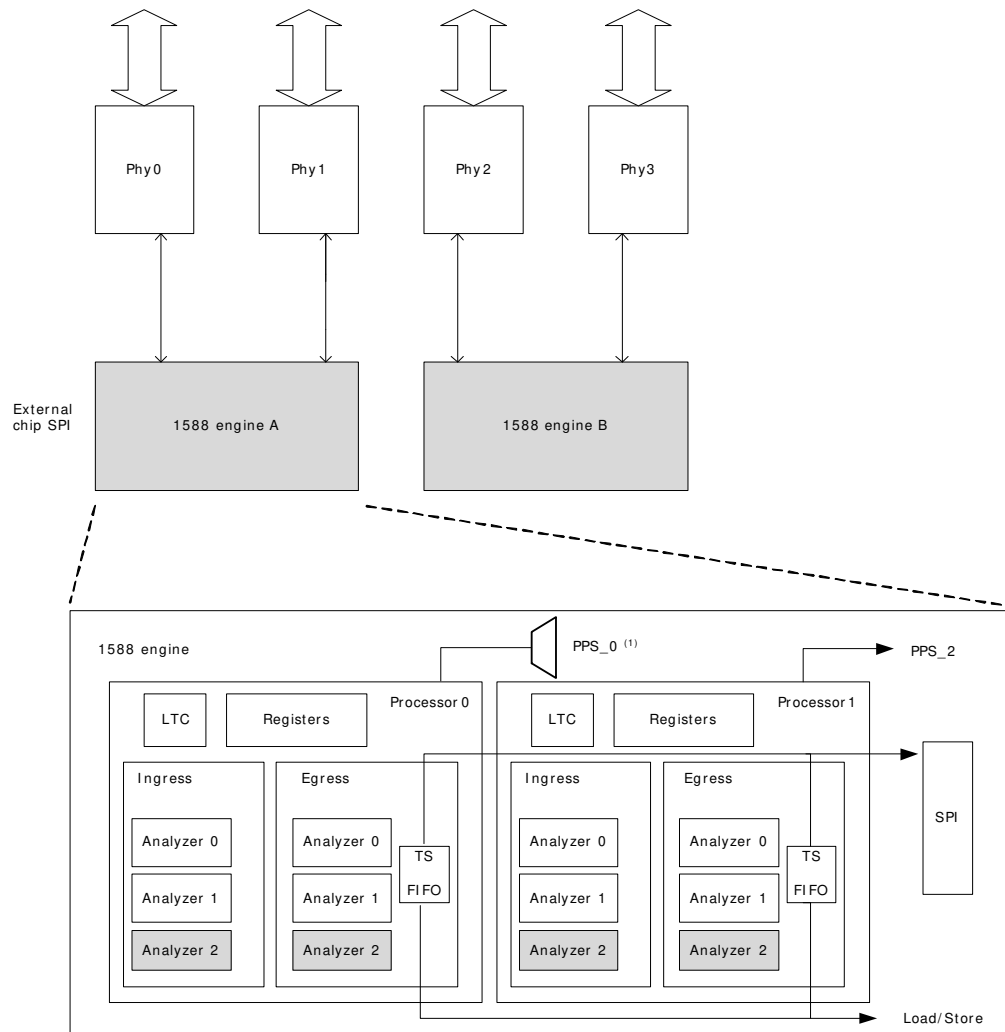 Phy0
Phy1
Phy2
Phy3
External
chip SPI
1588 engine A
1588 engine B
1588 engine
PPS_0 (1)
PPS_2
Processor 0
LTC
Registers
Processor 1
LTC
Registers
Ingress
Egress
Ingress
Egress
Analyzer 0
Analyzer 1
Analyzer 2
Analyzer 0
Analyzer 1
Analyzer 2
TS
FIFO
Analyzer 0
Analyzer 1
Analyzer 2
Analyzer 0
Analyzer 1
Analyzer 2
TS
FIFO
SPI
Load/Store